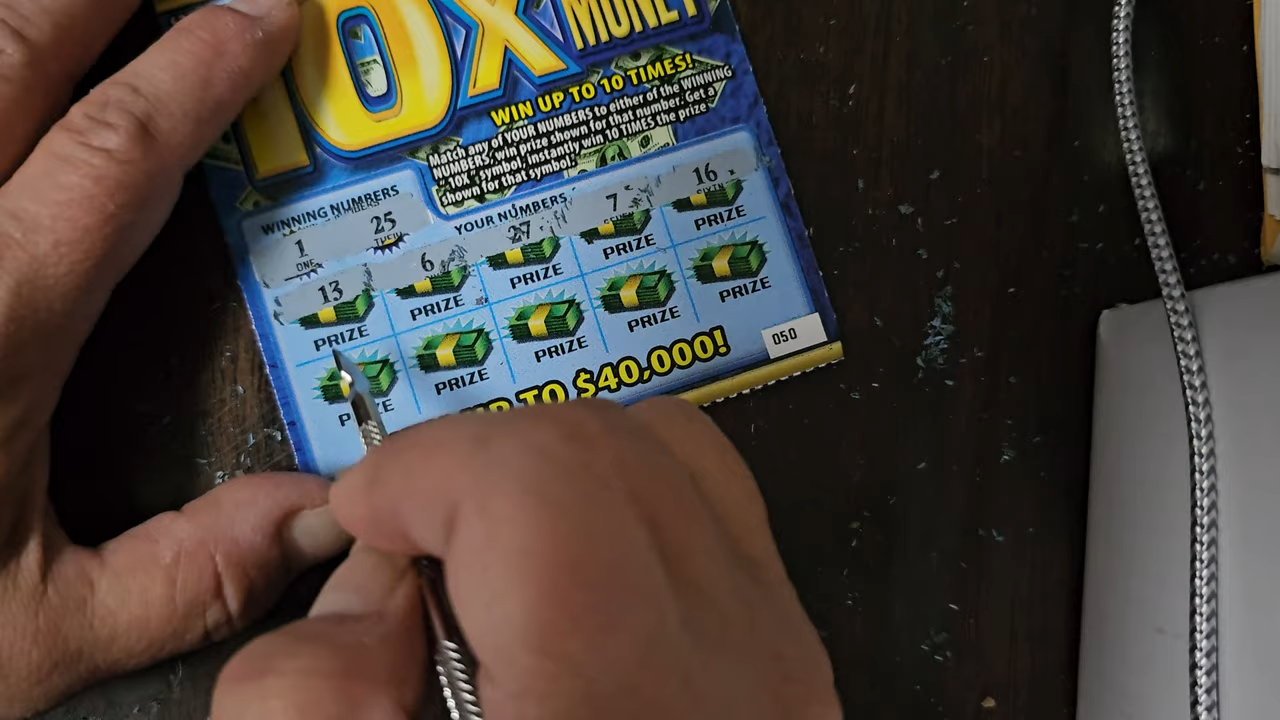 10X
MONEY
WIN UP TO 10 TIMES!
Match any of YOUR NUMBERS to either of the WINNING
NUMBERS, win prize shown for that number. Get a
"10X" symbol, instantly win 10 TIMES the prize
shown for that symbol.
WINNING NUMBERS
1 25
ONE
YOUR NUMBERS
13 6 27 7 16
PRIZE PRIZE PRIZE PRIZE PRIZE
PRIZE PRIZE PRIZE PRIZE
UP TO $40,000!
050